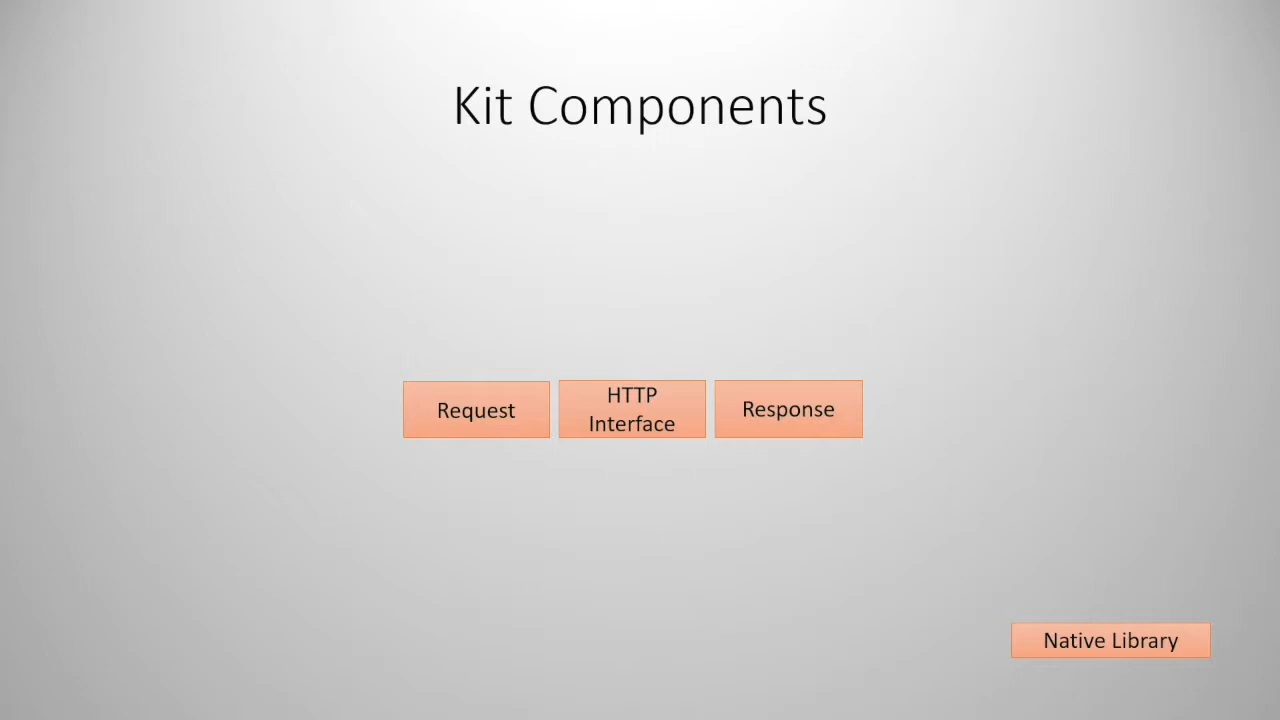 Kit Components
Request
HTTP
Interface
Response
Native Library